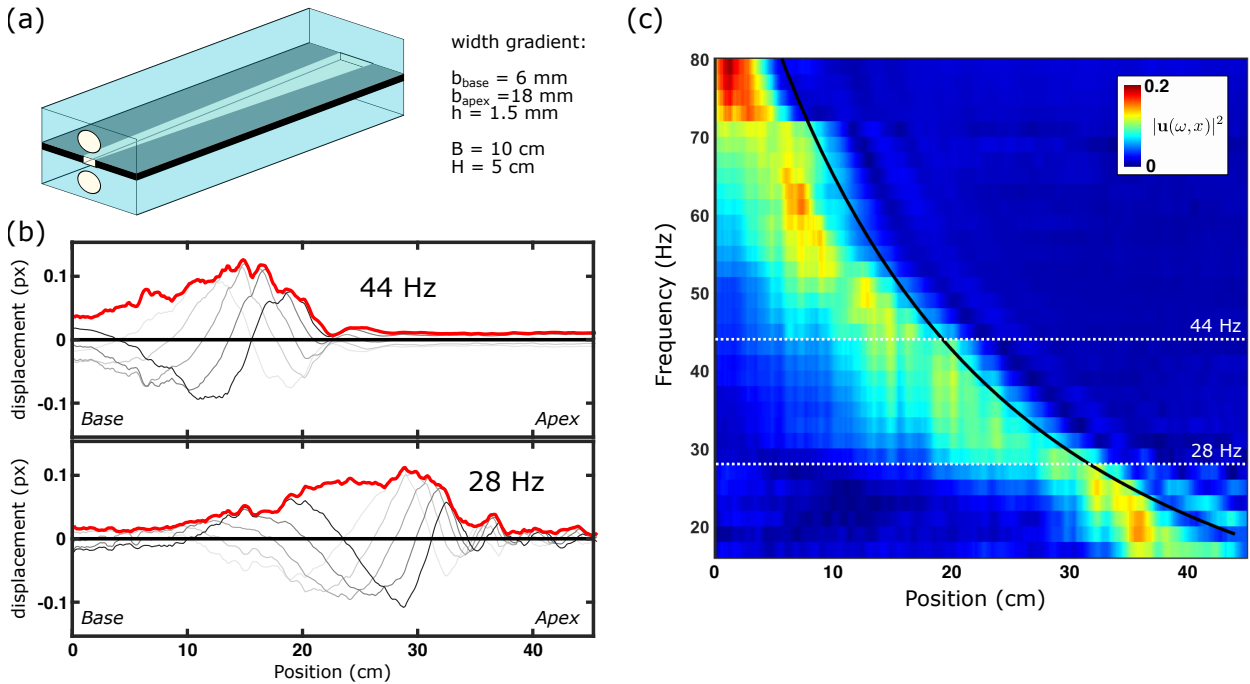 (a)
width gradient:
b_base = 6 mm
b_apex =18 mm
h = 1.5 mm
B = 10 cm
H = 5 cm
(b)
displacement (px)
0.1
0
-0.1
44 Hz
Base
Apex
displacement (px)
0.1
0
-0.1
28 Hz
Base
Apex
0
10
20
30
40
Position (cm)
(c)
Frequency (Hz)
80
70
60
50
40
30
20
0.2
|u(ω,x)|²
0
44 Hz
28 Hz
0
10
20
30
40
Position (cm)